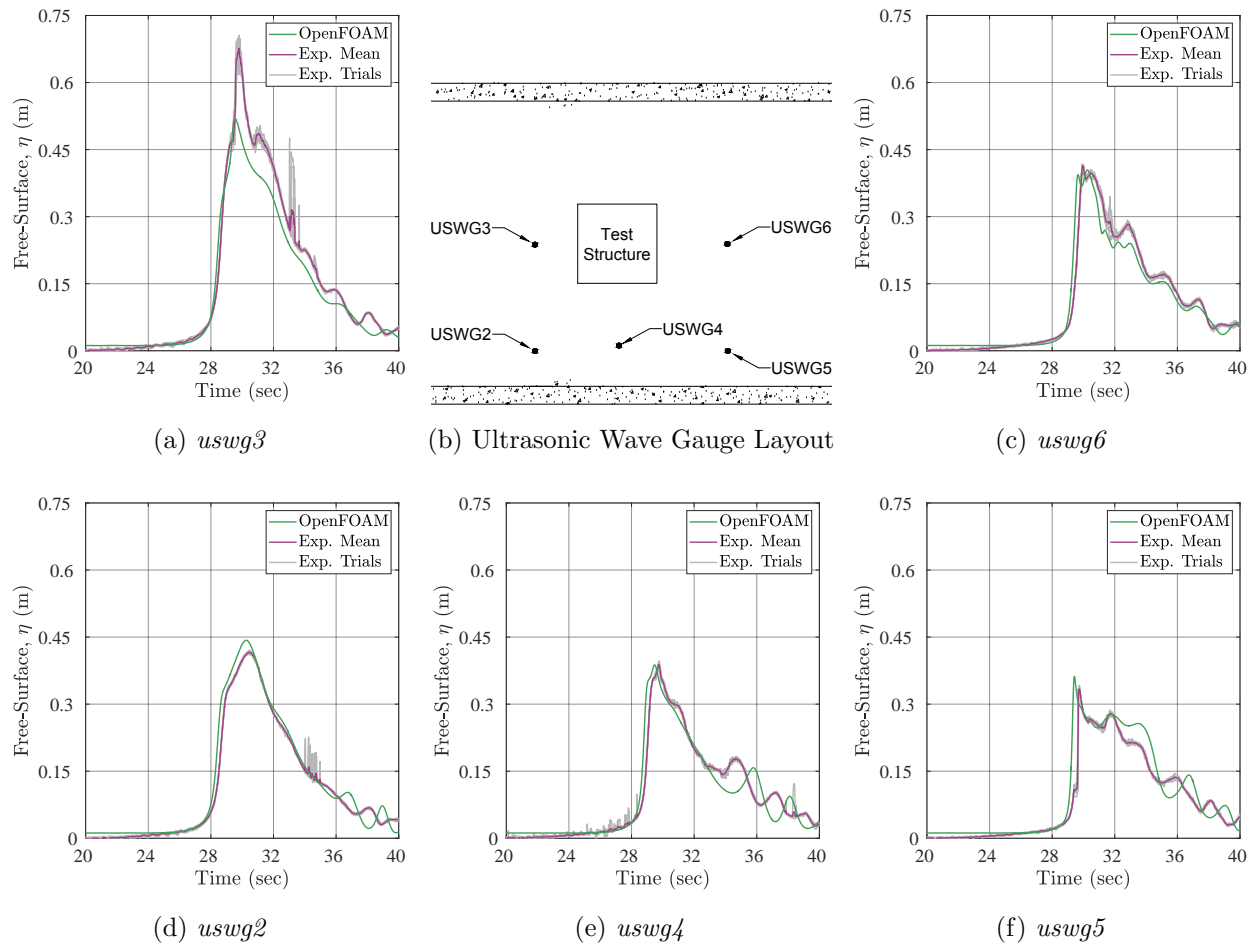 0.75
0.6
0.45
0.3
0.15
0
20 24 28 32 36 40
Free-Surface, η (m)
Time (sec)
OpenFOAM
Exp. Mean
Exp. Trials
(a) uswg3
USWG3
Test
Structure
USWG6
USWG2
USWG4
USWG5
(b) Ultrasonic Wave Gauge Layout
0.75
0.6
0.45
0.3
0.15
0
20 24 28 32 36 40
Free-Surface, η (m)
Time (sec)
OpenFOAM
Exp. Mean
Exp. Trials
(c) uswg6
0.75
0.6
0.45
0.3
0.15
0
20 24 28 32 36 40
Free-Surface, η (m)
Time (sec)
OpenFOAM
Exp. Mean
Exp. Trials
(d) uswg2
0.75
0.6
0.45
0.3
0.15
0
20 24 28 32 36 40
Free-Surface, η (m)
Time (sec)
OpenFOAM
Exp. Mean
Exp. Trials
(e) uswg4
0.75
0.6
0.45
0.3
0.15
0
20 24 28 32 36 40
Free-Surface, η (m)
Time (sec)
OpenFOAM
Exp. Mean
Exp. Trials
(f) uswg5